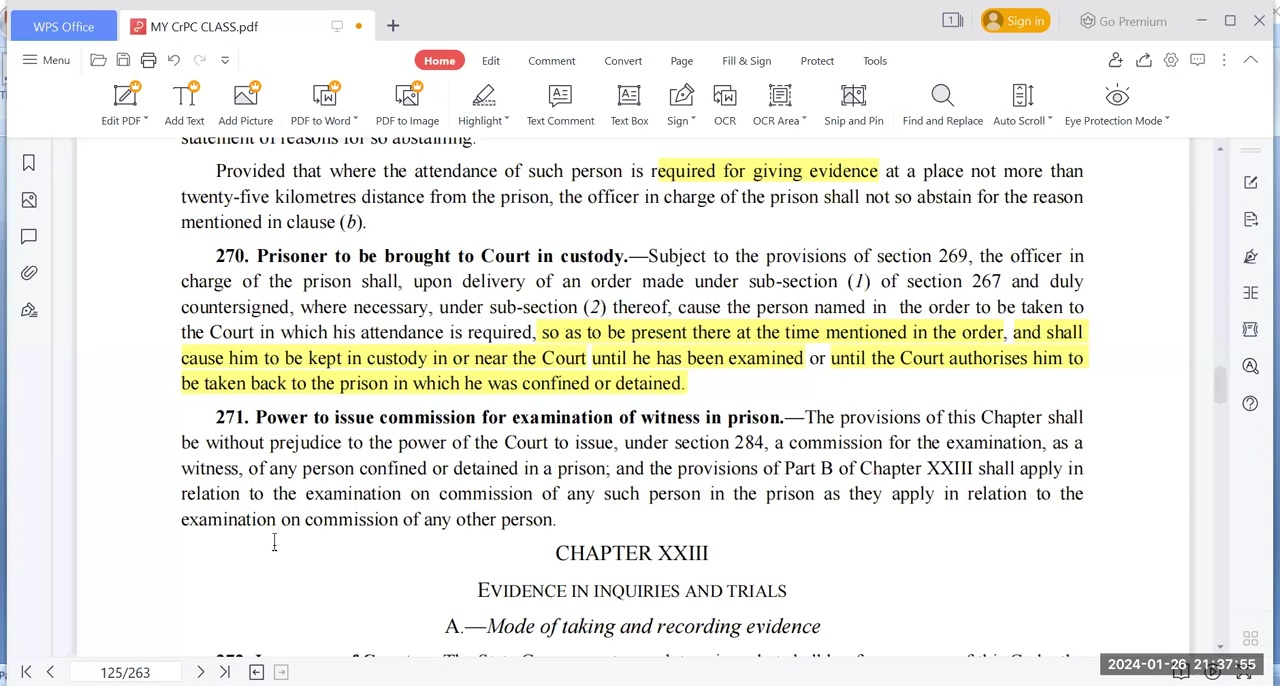 WPS Office
MY CrPC CLASS.pdf
Sign in
Go Premium
Menu
Home
Edit
Comment
Convert
Page
Fill & Sign
Protect
Tools
Edit PDF
Add Text
Add Picture
PDF to Word
PDF to Image
Highlight
Text Comment
Text Box
Sign
OCR
OCR Area
Snip and Pin
Find and Replace
Auto Scroll
Eye Protection Mode
statement of reasons for so abstaining.
Provided that where the attendance of such person is required for giving evidence at a place not more than
twenty-five kilometres distance from the prison, the officer in charge of the prison shall not so abstain for the reason
mentioned in clause (b).
270. Prisoner to be brought to Court in custody.—Subject to the provisions of section 269, the officer in
charge of the prison shall, upon delivery of an order made under sub-section (1) of section 267 and duly
countersigned, where necessary, under sub-section (2) thereof, cause the person named in the order to be taken to
the Court in which his attendance is required, so as to be present there at the time mentioned in the order, and shall
cause him to be kept in custody in or near the Court until he has been examined or until the Court authorises him to
be taken back to the prison in which he was confined or detained.
271. Power to issue commission for examination of witness in prison.—The provisions of this Chapter shall
be without prejudice to the power of the Court to issue, under section 284, a commission for the examination, as a
witness, of any person confined or detained in a prison; and the provisions of Part B of Chapter XXIII shall apply in
relation to the examination on commission of any such person in the prison as they apply in relation to the
examination on commission of any other person.
CHAPTER XXIII
EVIDENCE IN INQUIRIES AND TRIALS
A.—Mode of taking and recording evidence
125/263
2024-01-26 21:37:55